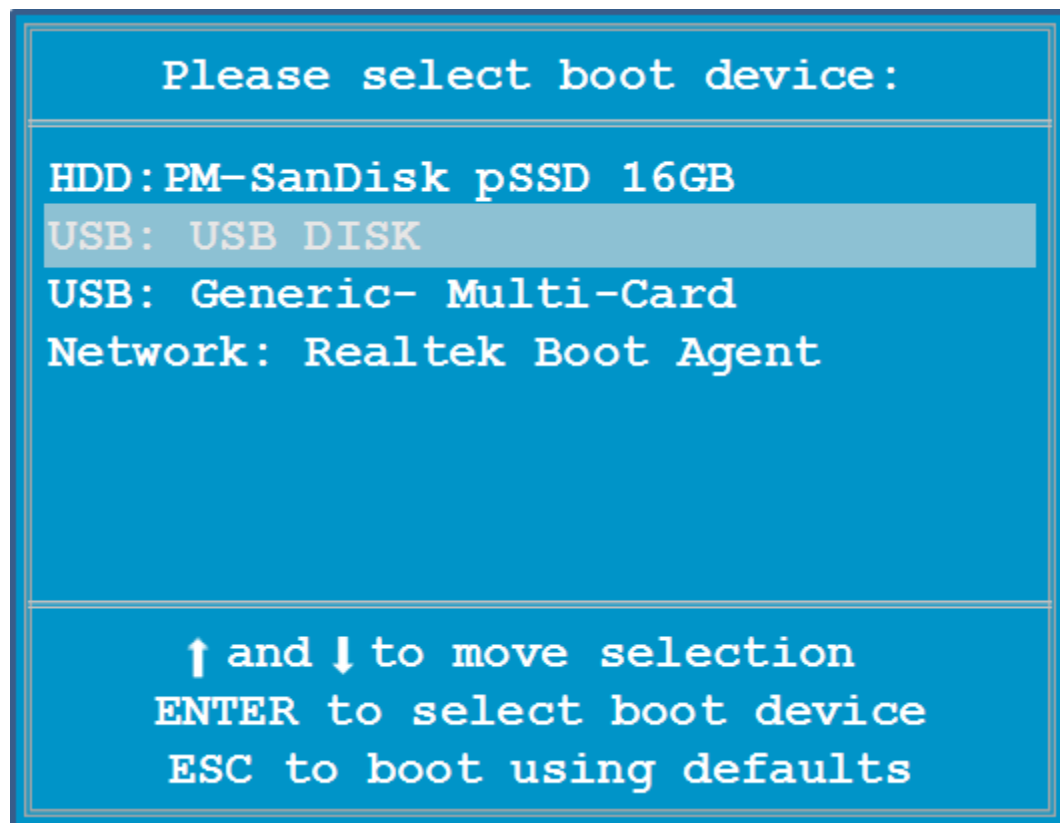 Please select boot device:
HDD:PM-SanDisk pSSD 16GB
USB: USB DISK
USB: Generic- Multi-Card
Network: Realtek Boot Agent
↑ and ↓ to move selection
ENTER to select boot device
ESC to boot using defaults